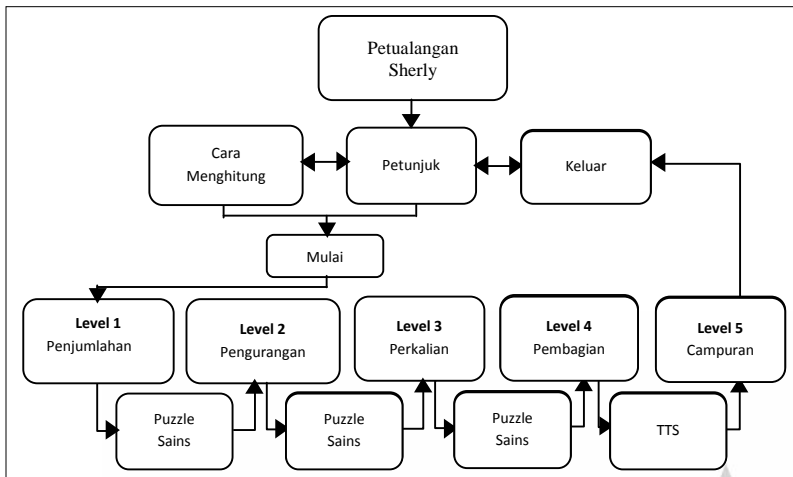 Petualangan
Sherly
Cara
Menghitung
Petunjuk
Keluar
Mulai
Level 1
Penjumlahan
Level 2
Pengurangan
Level 3
Perkalian
Level 4
Pembagian
Level 5
Campuran
Puzzle
Sains
Puzzle
Sains
Puzzle
Sains
TTS